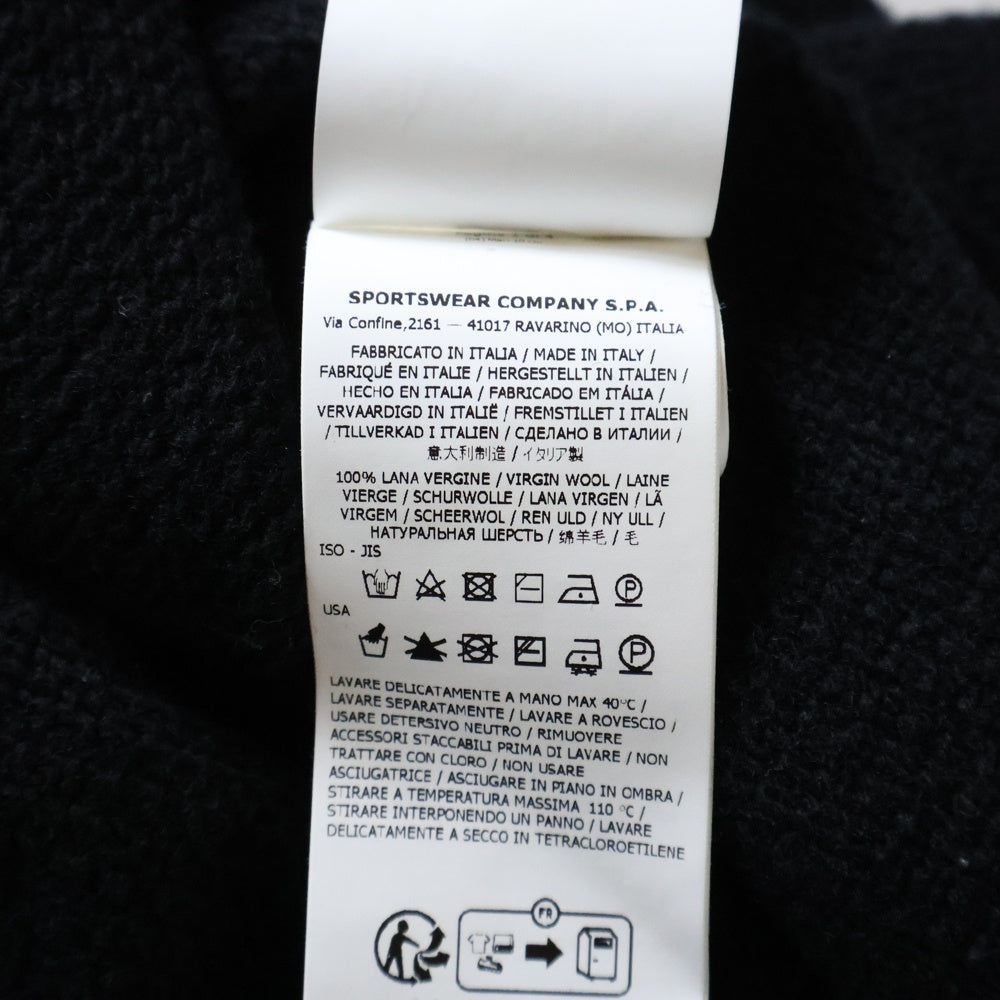 SPORTSWEAR COMPANY S.P.A.
Via Confine,2161 — 41017 RAVARINO (MO) ITALIA
FABBRICATO IN ITALIA / MADE IN ITALY /
FABRIQUÉ EN ITALIE / HERGESTELLT IN ITALIEN /
HECHO EN ITALIA / FABRICADO EM ITÁLIA /
VERVAARDIGD IN ITALIË / FREMSTILLET I ITALIEN
/ TILLVERKAD I ITALIEN / СДЕЛАНО В ИТАЛИИ /
意大利制造 / イタリア製
100% LANA VERGINE / VIRGIN WOOL / LAINE
VIERGE / SCHURWOLLE / LANA VIRGEN / LÃ
VIRGEM / SCHEERWOL / REN ULD / NY ULL /
НАТУРАЛЬНАЯ ШЕРСТЬ / 绵羊毛 / 毛
ISO - JIS
P
USA
P
LAVARE DELICATAMENTE A MANO MAX 40°C /
LAVARE SEPARATAMENTE / LAVARE A ROVESCIO /
USARE DETERSIVO NEUTRO / RIMUOVERE
ACCESSORI STACCABILI PRIMA DI LAVARE / NON
TRATTARE CON CLORO / NON USARE
ASCIUGATRICE / ASCIUGARE IN PIANO IN OMBRA /
STIRARE A TEMPERATURA MASSIMA 110 °C /
STIRARE INTERPONENDO UN PANNO / LAVARE
DELICATAMENTE A SECCO IN TETRACLOROETILENE
FR